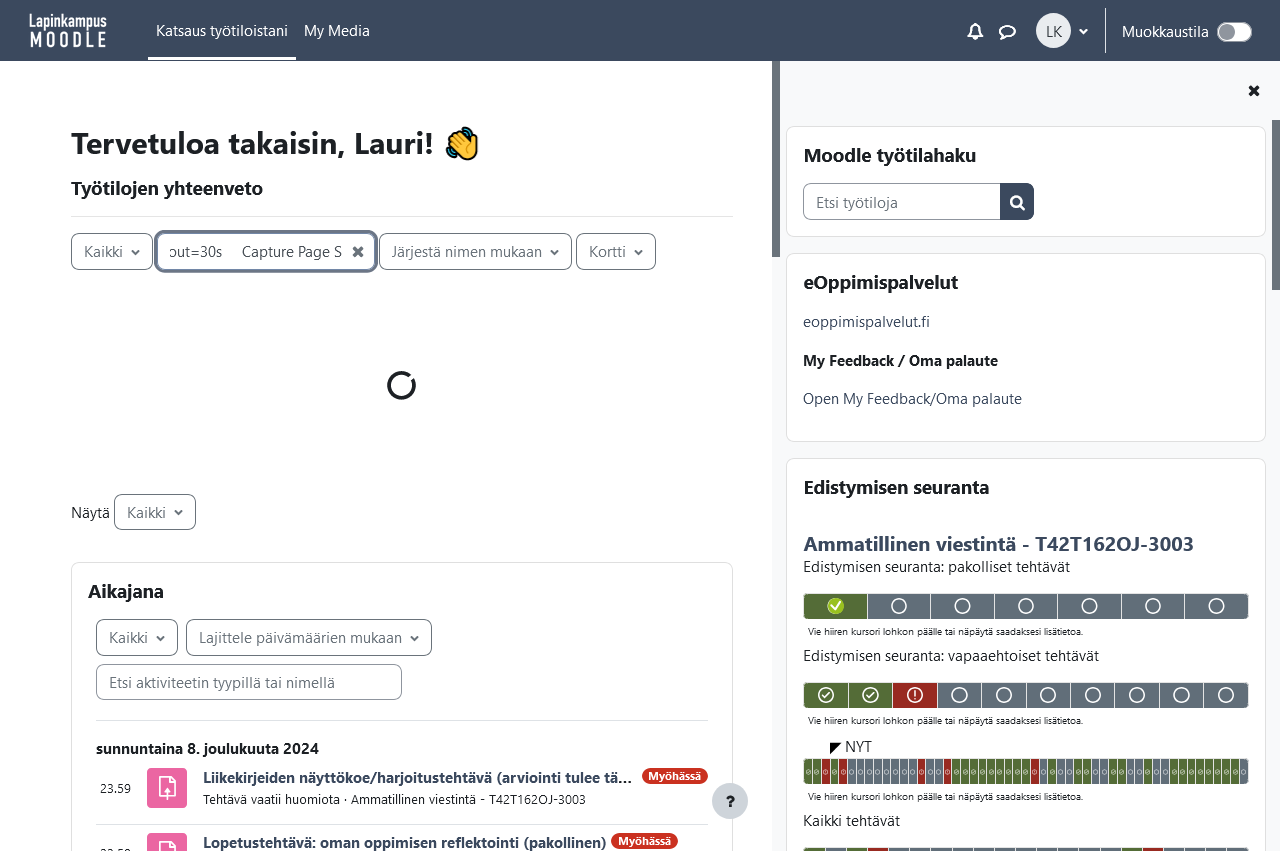 Lapinkampus
MOODLE
Katsaus työtiloistani
My Media
LK
Muokkaustila
Tervetuloa takaisin, Lauri! 👋
Työtilojen yhteenveto
Kaikki
out=30s Capture Page S
Järjestä nimen mukaan
Kortti
Näytä Kaikki
Aikajana
Kaikki
Lajittele päivämäärien mukaan
Etsi aktiviteetin tyypillä tai nimellä
sunnuntaina 8. joulukuuta 2024
23.59
Liikekirjeiden näyttökoe/harjoitustehtävä (arviointi tulee tä...
Myöhässä
Tehtävä vaatii huomiota · Ammatillinen viestintä - T42T162OJ-3003
23.59
Lopetustehtävä: oman oppimisen reflektointi (pakollinen)
Myöhässä
?
Moodle työtilahaku
Etsi työtiloja
eOppimispalvelut
eoppimispalvelut.fi
My Feedback / Oma palaute
Open My Feedback/Oma palaute
Edistymisen seuranta
Ammatillinen viestintä - T42T162OJ-3003
Edistymisen seuranta: pakolliset tehtävät
Vie hiiren kursori lohkon päälle tai näpäytä saadaksesi lisätietoa.
Edistymisen seuranta: vapaaehtoiset tehtävät
Vie hiiren kursori lohkon päälle tai näpäytä saadaksesi lisätietoa.
NYT
Vie hiiren kursori lohkon päälle tai näpäytä saadaksesi lisätietoa.
Kaikki tehtävät